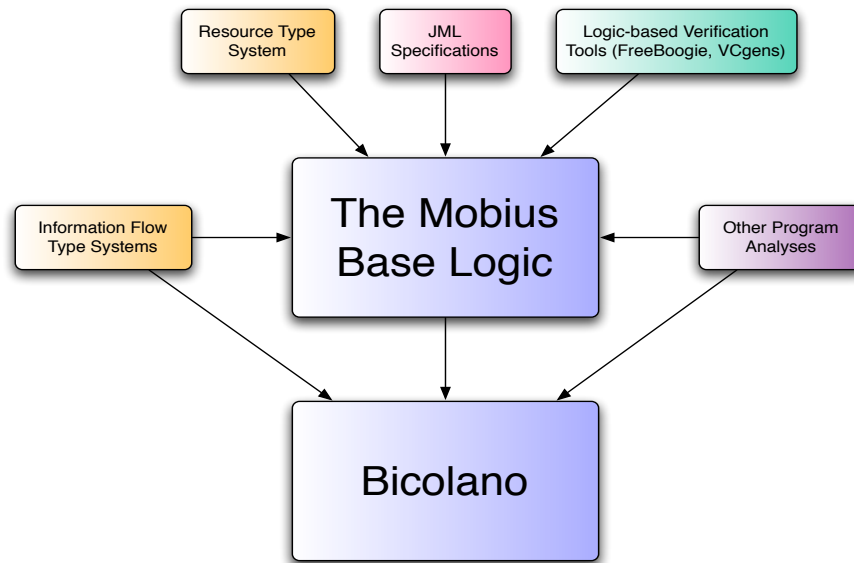 Resource Type
System
JML
Specifications
Logic-based Verification
Tools (FreeBoogie, VCgens)
The Mobius
Base Logic
Information Flow
Type Systems
Other Program
Analyses
Bicolano